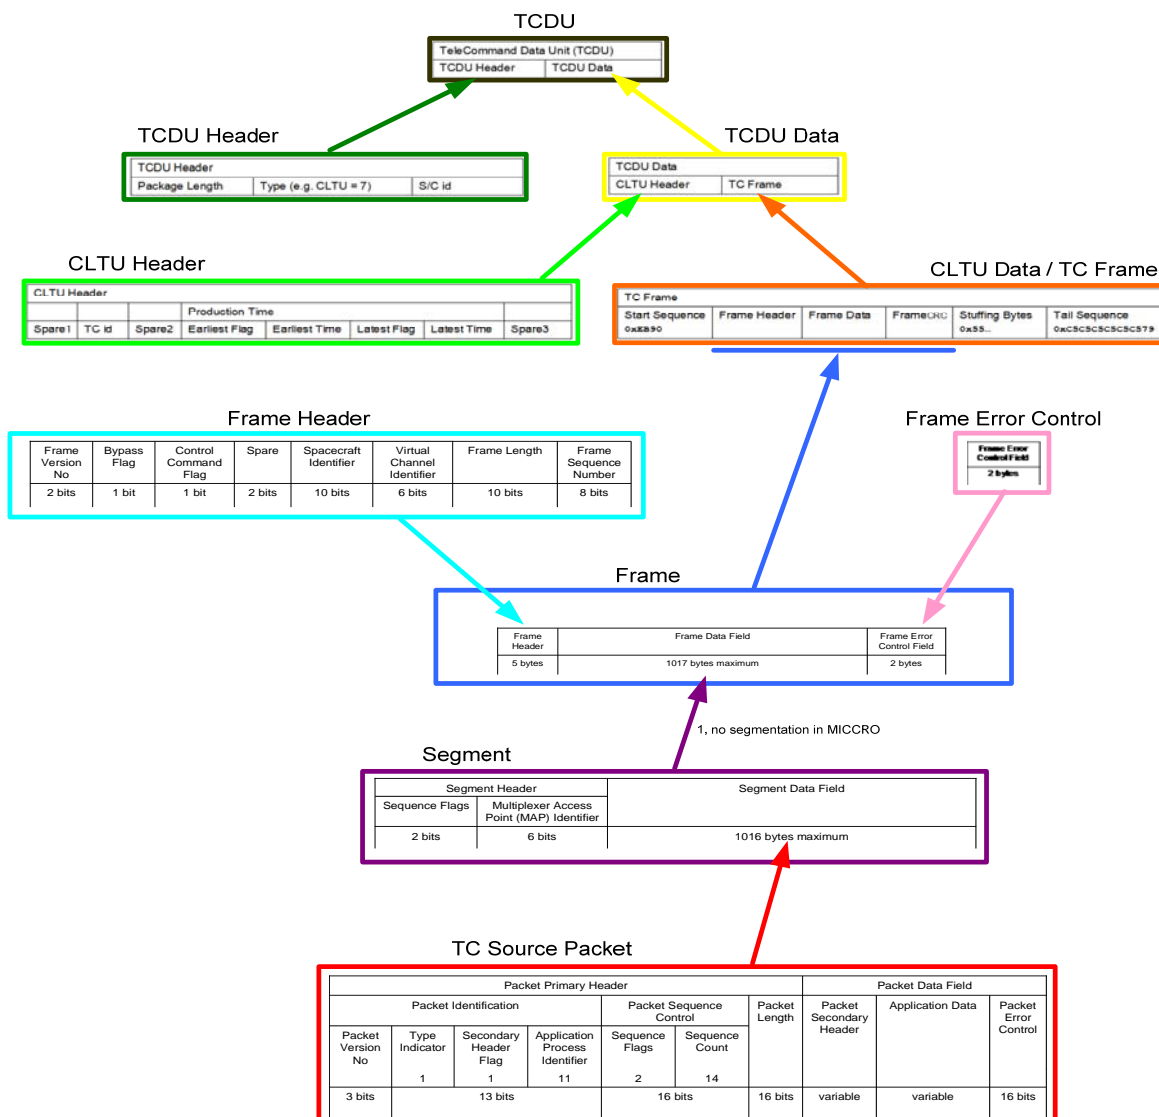 TCDU
TeleCommand Data Unit (TCDU)
TCDU Header TCDU Data
TCDU Header
TCDU Data
TCDU Header
Package Length Type (e.g. CLTU = 7) S/C id
TCDU Data
CLTU Header TC Frame
CLTU Header
CLTU Data / TC Frame
CLTU Header
Production Time
Spare1 TC id Spare2 Earliest Flag Earliest Time Latest Flag Latest Time Spare3
TC Frame
Start Sequence Frame Header Frame Data FrameCRC Stuffing Bytes Tail Sequence
0xEB90 0x55... 0xC5C5C5C5C5C579
Frame Header
Frame Error Control
Frame Version No Bypass Flag Control Command Flag Spare Spacecraft Identifier Virtual Channel Identifier Frame Length Frame Sequence Number
2 bits 1 bit 1 bit 2 bits 10 bits 6 bits 10 bits 8 bits
Frame Error
Control Field
2 bytes
Frame
Frame Header Frame Data Field Frame Error Control Field
5 bytes 1017 bytes maximum 2 bytes
1, no segmentation in MICCRO
Segment
Segment Header Segment Data Field
Sequence Flags Multiplexer Access Point (MAP) Identifier
2 bits 6 bits 1016 bytes maximum
TC Source Packet
Packet Primary Header Packet Data Field
Packet Identification Packet Sequence Control Packet Length Packet Secondary Header Application Data Packet Error Control
Packet Version No Type Indicator Secondary Header Flag Application Process Identifier Sequence Flags Sequence Count
1 1 11 2 14
3 bits 13 bits 16 bits 16 bits variable variable 16 bits